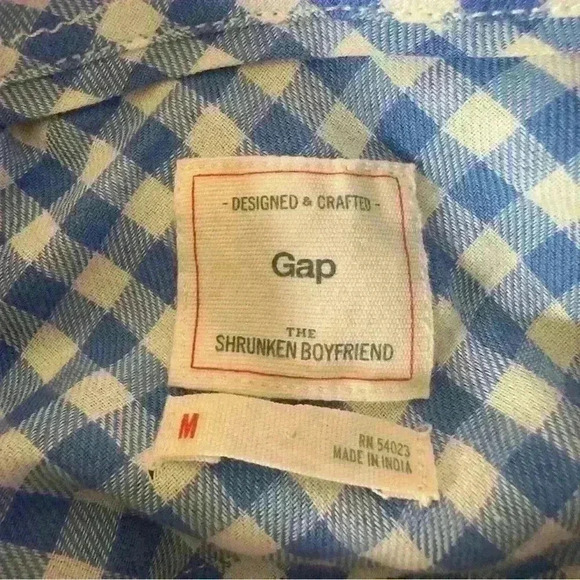 - DESIGNED & CRAFTED -
Gap
THE
SHRUNKEN BOYFRIEND
M
RN 54023
MADE IN INDIA